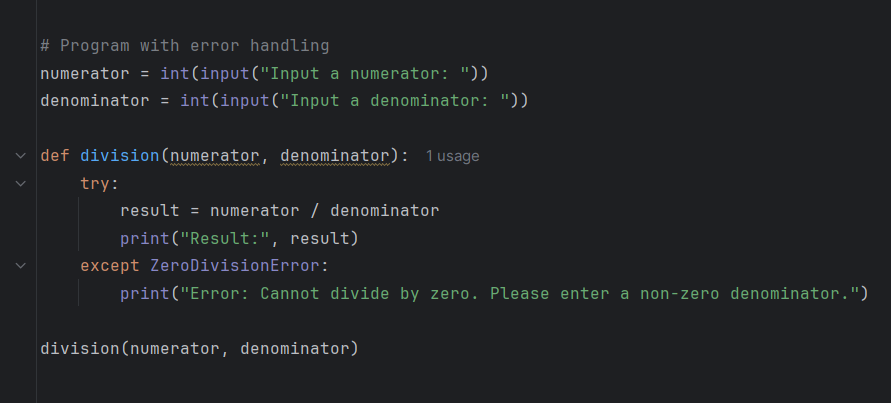 # Program with error handling
numerator = int(input("Input a numerator: "))
denominator = int(input("Input a denominator: "))
def division(numerator, denominator): 1 usage
    try:
        result = numerator / denominator
        print("Result:", result)
    except ZeroDivisionError:
        print("Error: Cannot divide by zero. Please enter a non-zero denominator.")
division(numerator, denominator)